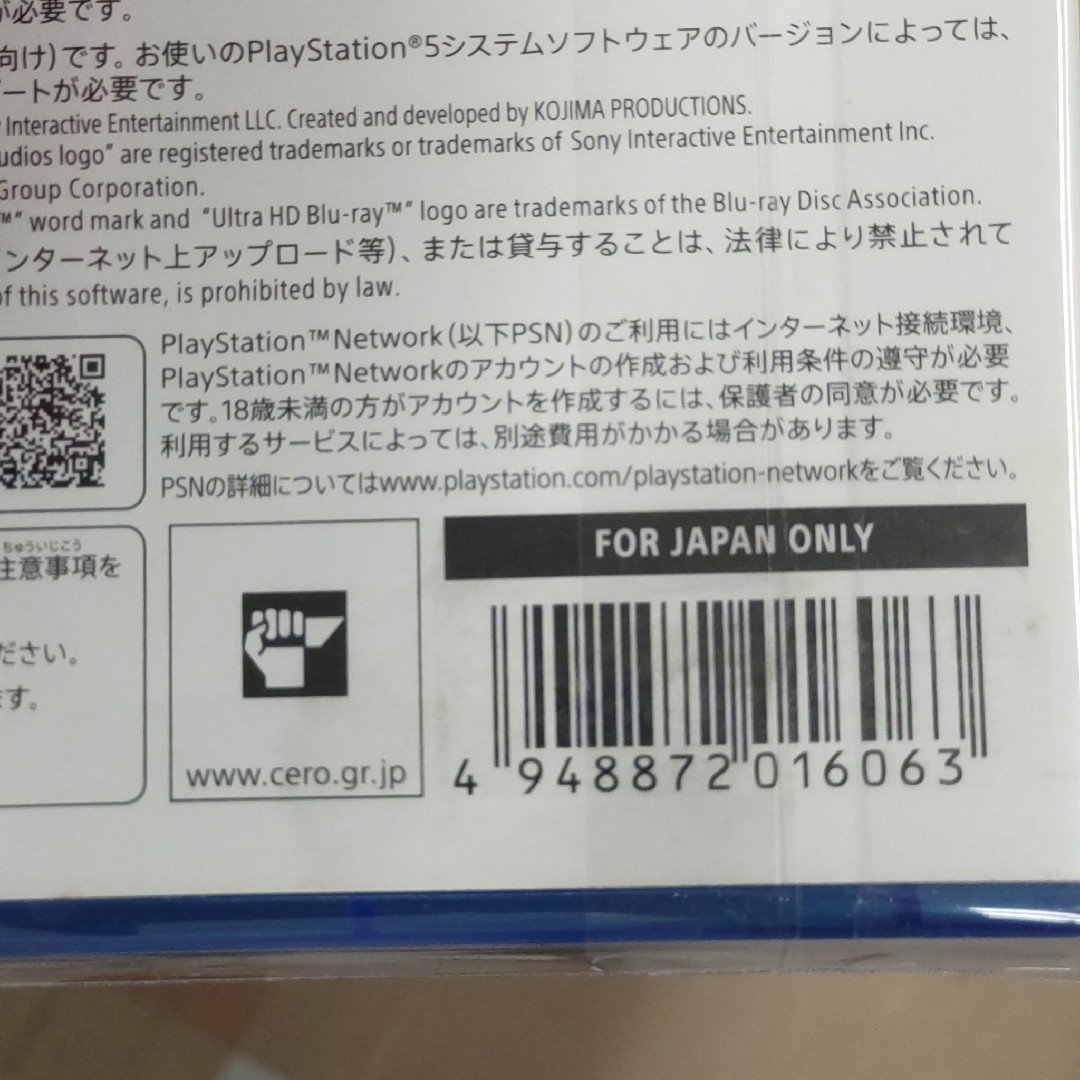 が必要です。
向け)です。お使いのPlayStation®5システムソフトウェアのバージョンによっては、
ートが必要です。
Interactive Entertainment LLC. Created and developed by KOJIMA PRODUCTIONS.
udios logo" are registered trademarks or trademarks of Sony Interactive Entertainment Inc.
Group Corporation.
™" word mark and "Ultra HD Blu-ray™" logo are trademarks of the Blu-ray Disc Association.
ンターネット上アップロード等)、または貸与することは、法律により禁止されて
of this software, is prohibited by law.
PlayStation™Network(以下PSN)のご利用にはインターネット接続環境、
PlayStation™Networkのアカウントの作成および利用条件の遵守が必要
です。18歳未満の方がアカウントを作成するには、保護者の同意が必要です。
利用するサービスによっては、別途費用がかかる場合があります。
PSNの詳細についてはwww.playstation.com/playstation-networkをご覧ください。
ちゅういじこう
注意事項を
ださい。
ます。
www.cero.gr.jp
FOR JAPAN ONLY
4 948872 016063